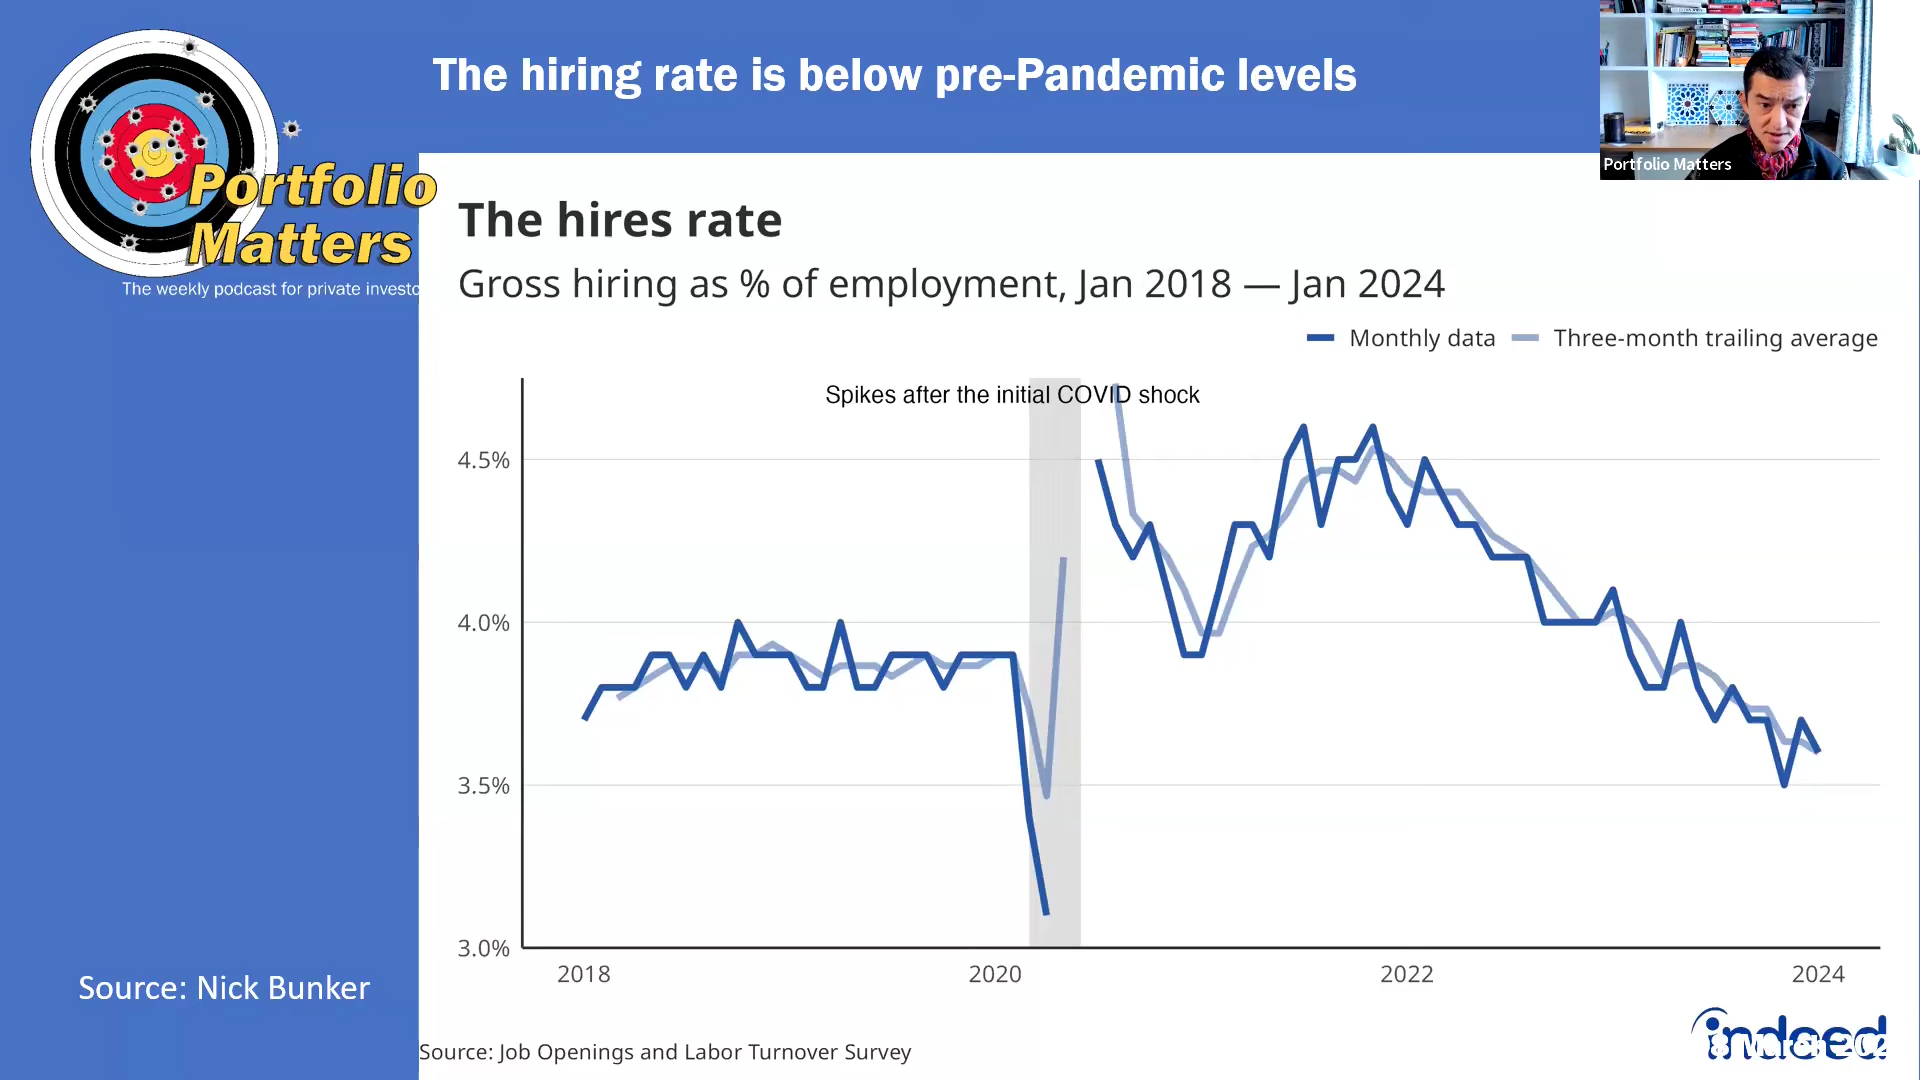 The hiring rate is below pre-Pandemic levels
Portfolio Matters
Portfolio
Matters
The weekly podcast for private
The hires rate
Gross hiring as % of employment, Jan 2018 — Jan 2024
Monthly data
Three-month trailing average
Spikes after the initial COVID shock
4.5%
4.0%
3.5%
3.0%
2018
2020
2022
2024
Source: Nick Bunker
Source: Job Openings and Labor Turnover Survey
indeed
March